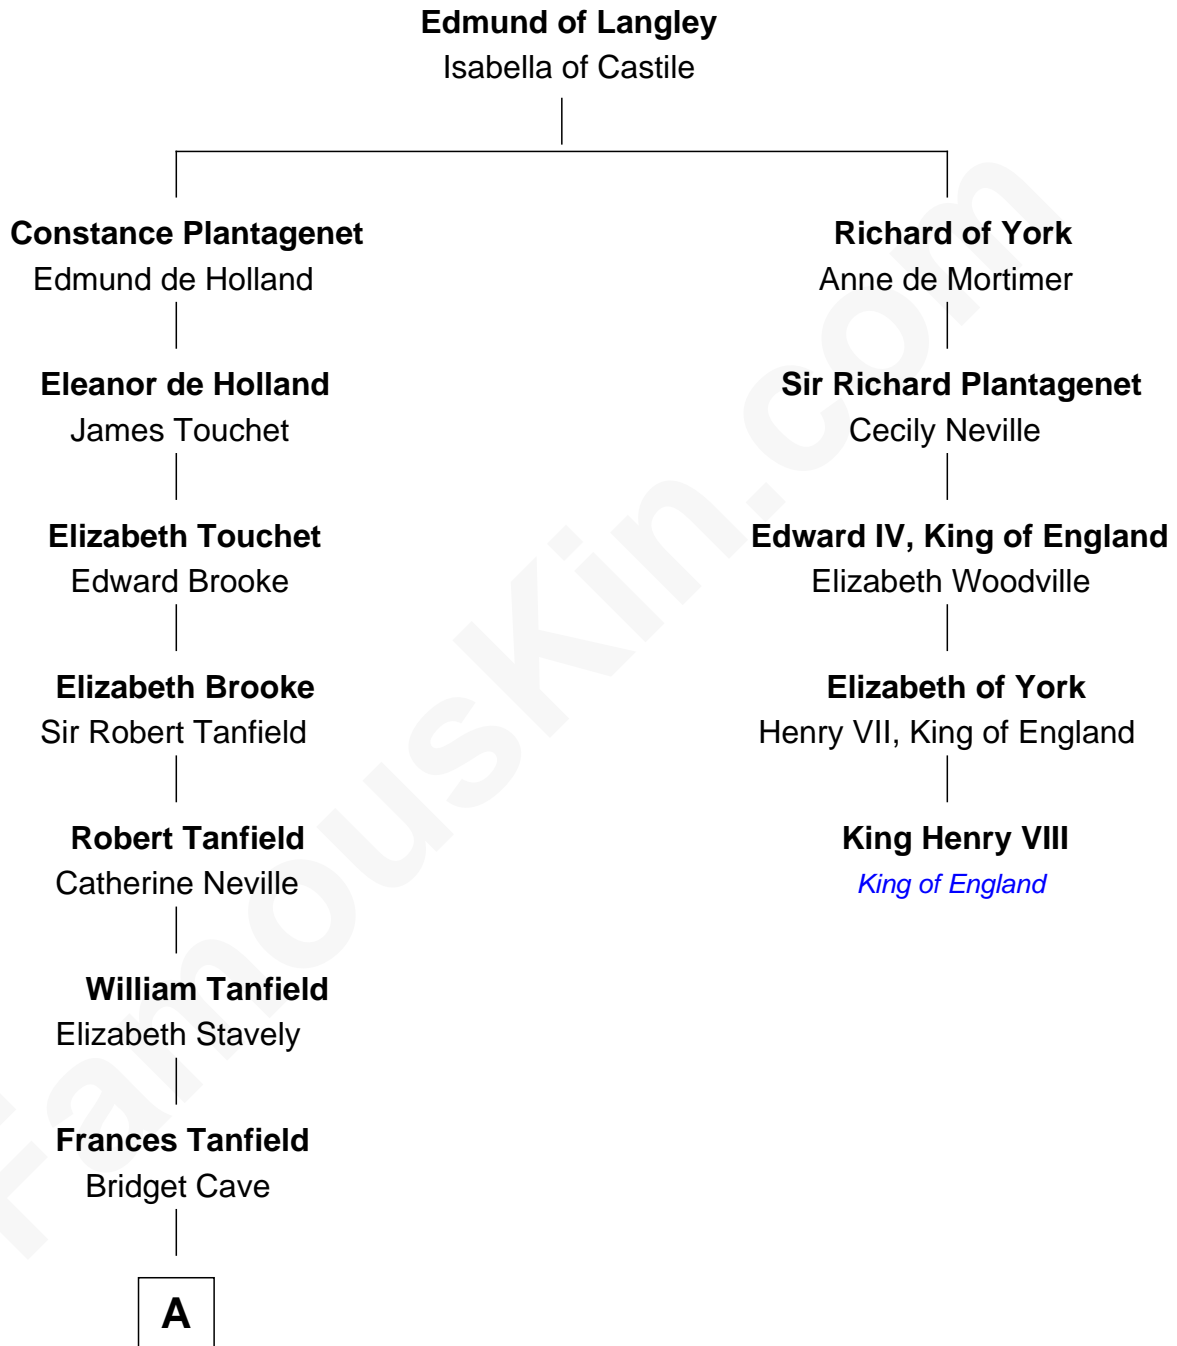 Edmund of Langley
Isabella of Castile
Constance Plantagenet
Edmund de Holland
Richard of York
Anne de Mortimer
Eleanor de Holland
James Touchet
Sir Richard Plantagenet
Cecily Neville
Elizabeth Touchet
Edward Brooke
Edward IV, King of England
Elizabeth Woodville
Elizabeth Brooke
Sir Robert Tanfield
Elizabeth of York
Henry VII, King of England
Robert Tanfield
Catherine Neville
King Henry VIII
King of England
William Tanfield
Elizabeth Stavely
Frances Tanfield
Bridget Cave
A
FamousKin.com